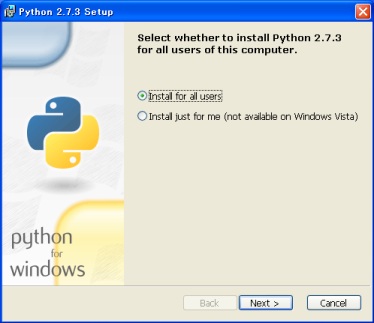 Python 2.7.3 Setup
Select whether to install Python 2.7.3
for all users of this computer.
Install for all users
Install just for me (not available on Windows Vista)
python
for
windows
Back
Next >
Cancel